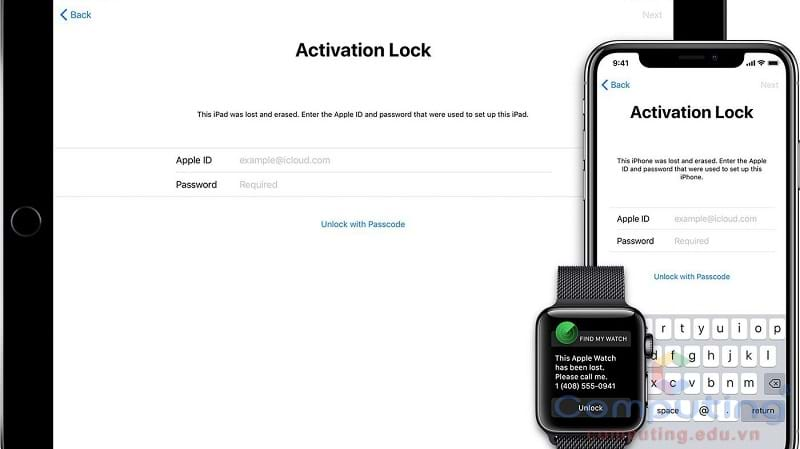 Back
Next
Activation Lock
This iPad was lost and erased. Enter the Apple ID and password that were used to set up this iPad.
Apple ID example@icloud.com
Password Required
Unlock with Passcode
9:41
Back
Next
Activation Lock
This iPhone was lost and erased. Enter the Apple
ID and password that were used to set up this
iPhone.
Apple ID example@icloud.com
Password Required
Unlock with Passcode
r t y u i o p
d f g h j k l
x c v b n m
space @ . return
FIND MY WATCH
This Apple Watch
has been lost.
Please call me.
1 (408) 555-0941
Unlock
Computing
computing.edu.vn